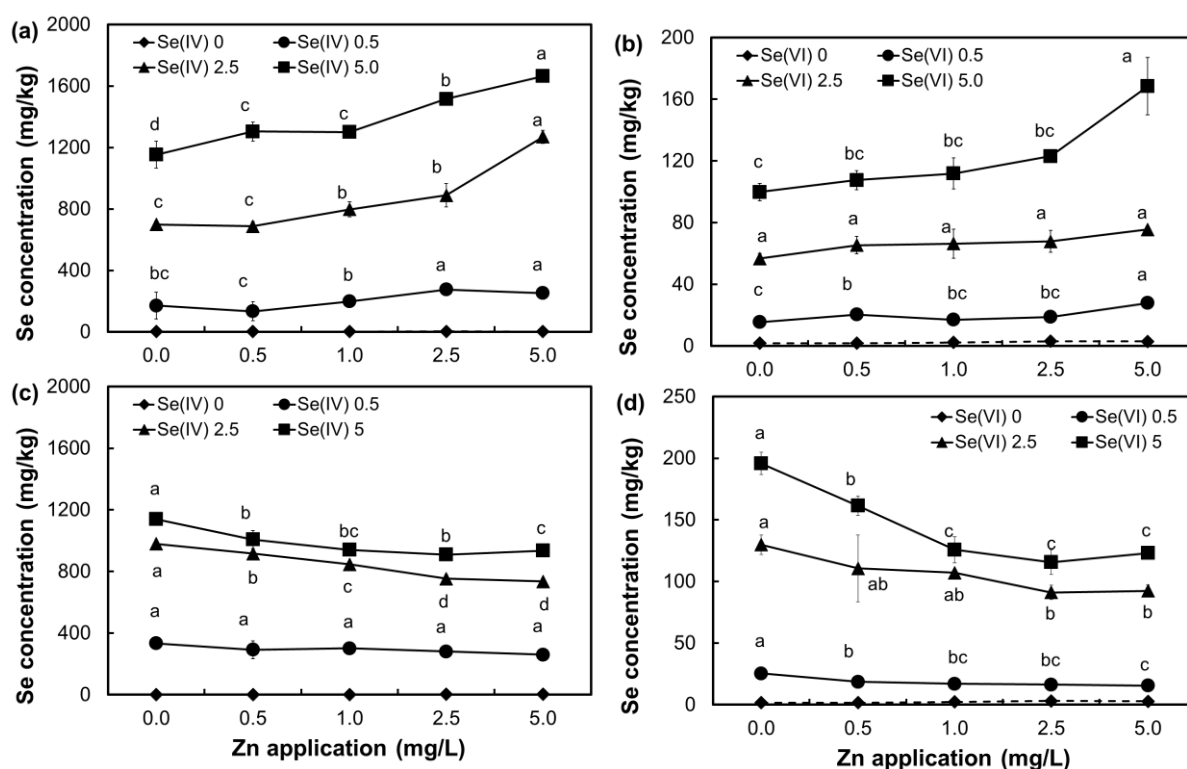 (a)
Se(IV) 0 Se(IV) 0.5
Se(IV) 2.5 Se(IV) 5.0
Se concentration (mg/kg)
2000
1600
1200
800
400
0
d c c b a
c c b b a
bc c b a a
0.0 0.5 1.0 2.5 5.0
(b)
Se(VI) 0 Se(VI) 0.5
Se(VI) 2.5 Se(VI) 5.0
Se concentration (mg/kg)
200
160
120
80
40
0
c bc bc bc a
a a a a a
c b bc bc a
0.0 0.5 1.0 2.5 5.0
(c)
Se(IV) 0 Se(IV) 0.5
Se(IV) 2.5 Se(IV) 5
Se concentration (mg/kg)
2000
1600
1200
800
400
0
a b bc b c
a b c d d
a a a a a
0.0 0.5 1.0 2.5 5.0
Zn application (mg/L)
(d)
Se(VI) 0 Se(VI) 0.5
Se(VI) 2.5 Se(VI) 5
Se concentration (mg/kg)
250
200
150
100
50
0
a b c c c
a ab ab b b
a b bc bc c
0.0 0.5 1.0 2.5 5.0
Zn application (mg/L)